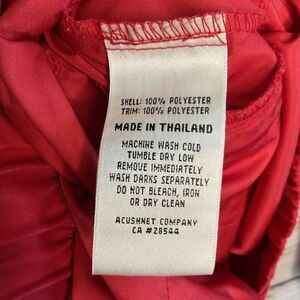 SHELL: 100% POLYESTER
TRIM: 100% POLYESTER
MADE IN THAILAND
MACHINE WASH COLD
TUMBLE DRY LOW
REMOVE IMMEDIATELY
WASH DARKS SEPARATELY
DO NOT BLEACH, IRON
OR DRY CLEAN
ACUSHNET COMPANY
CA #28544